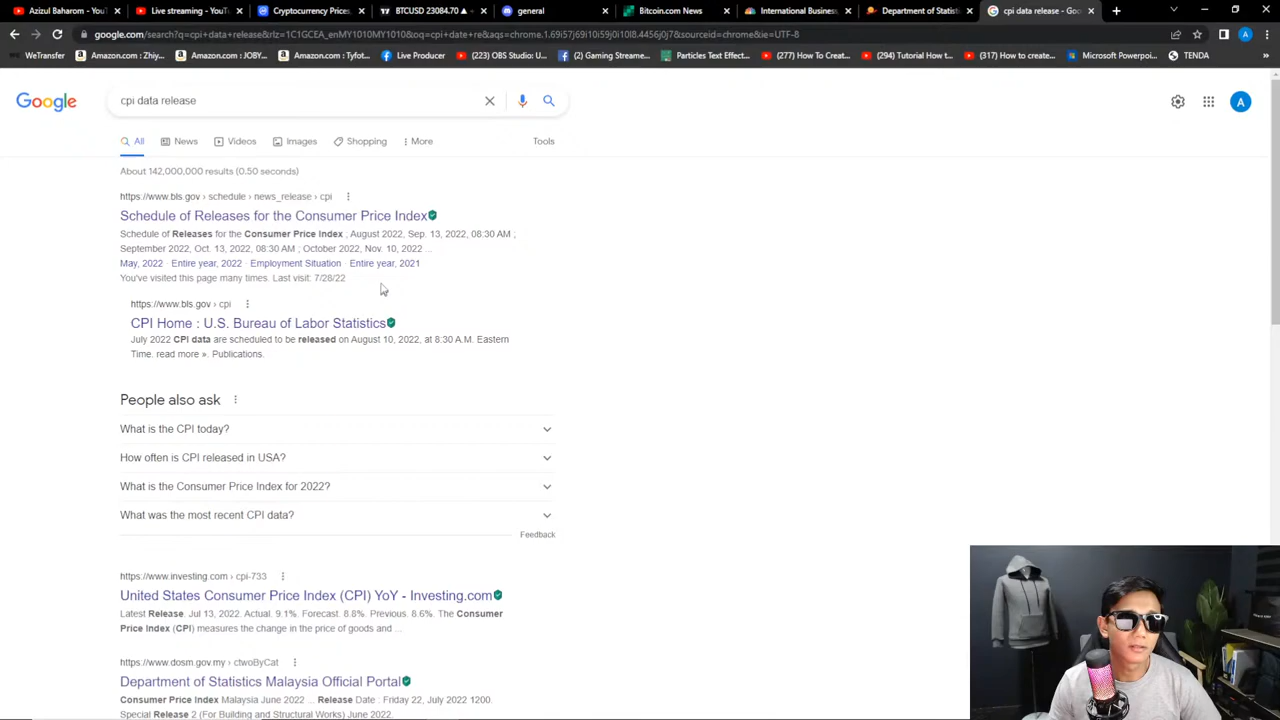 Azizul Baharom - YouT
Live streaming - YouTu
Cryptocurrency Prices,
BTCUSD 23084.70 ▲
general
Bitcoin.com News
International Business,
Department of Statisti
cpi data release - Goo
google.com/search?q=cpi+data+release&rlz=1C1GCEA_enMY1010MY1010&oq=cpi+date+re&aqs=chrome.1.69i57j69i59j0i10l8.4456j0j7&sourceid=chrome&ie=UTF-8
WeTransfer
Amazon.com : Zhiy...
Amazon.com: JOBY...
Amazon.com: Tyfot...
Live Producer
(223) OBS Studio: U...
(2) Gaming Streame...
Particles Text Effect...
(277) How To Creat...
(294) Tutorial How t...
(317) How to create...
Microsoft Powerpoi...
TENDA
Google
cpi data release
A
All
News
Videos
Images
Shopping
More
Tools
About 142,000,000 results (0.50 seconds)
https://www.bls.gov › schedule › news_release › cpi
Schedule of Releases for the Consumer Price Index
Schedule of Releases for the Consumer Price Index ; August 2022, Sep. 13, 2022, 08:30 AM ;
September 2022, Oct. 13, 2022, 08:30 AM ; October 2022, Nov. 10, 2022 ...
May, 2022 · Entire year, 2022 · Employment Situation · Entire year, 2021
You've visited this page many times. Last visit: 7/28/22
https://www.bls.gov › cpi
CPI Home : U.S. Bureau of Labor Statistics
July 2022 CPI data are scheduled to be released on August 10, 2022, at 8:30 A.M. Eastern
Time. read more ». Publications.
People also ask
What is the CPI today?
How often is CPI released in USA?
What is the Consumer Price Index for 2022?
What was the most recent CPI data?
Feedback
https://www.investing.com › cpi-733
United States Consumer Price Index (CPI) YoY - Investing.com
Latest Release. Jul 13, 2022. Actual. 9.1%. Forecast. 8.8%. Previous. 8.6%. The Consumer
Price Index (CPI) measures the change in the price of goods and ...
https://www.dosm.gov.my › ctwoByCat
Department of Statistics Malaysia Official Portal
Consumer Price Index Malaysia June 2022 ... Release Date : Friday 22, July 2022 1200.
Special Release 2 (For Building and Structural Works) June 2022.